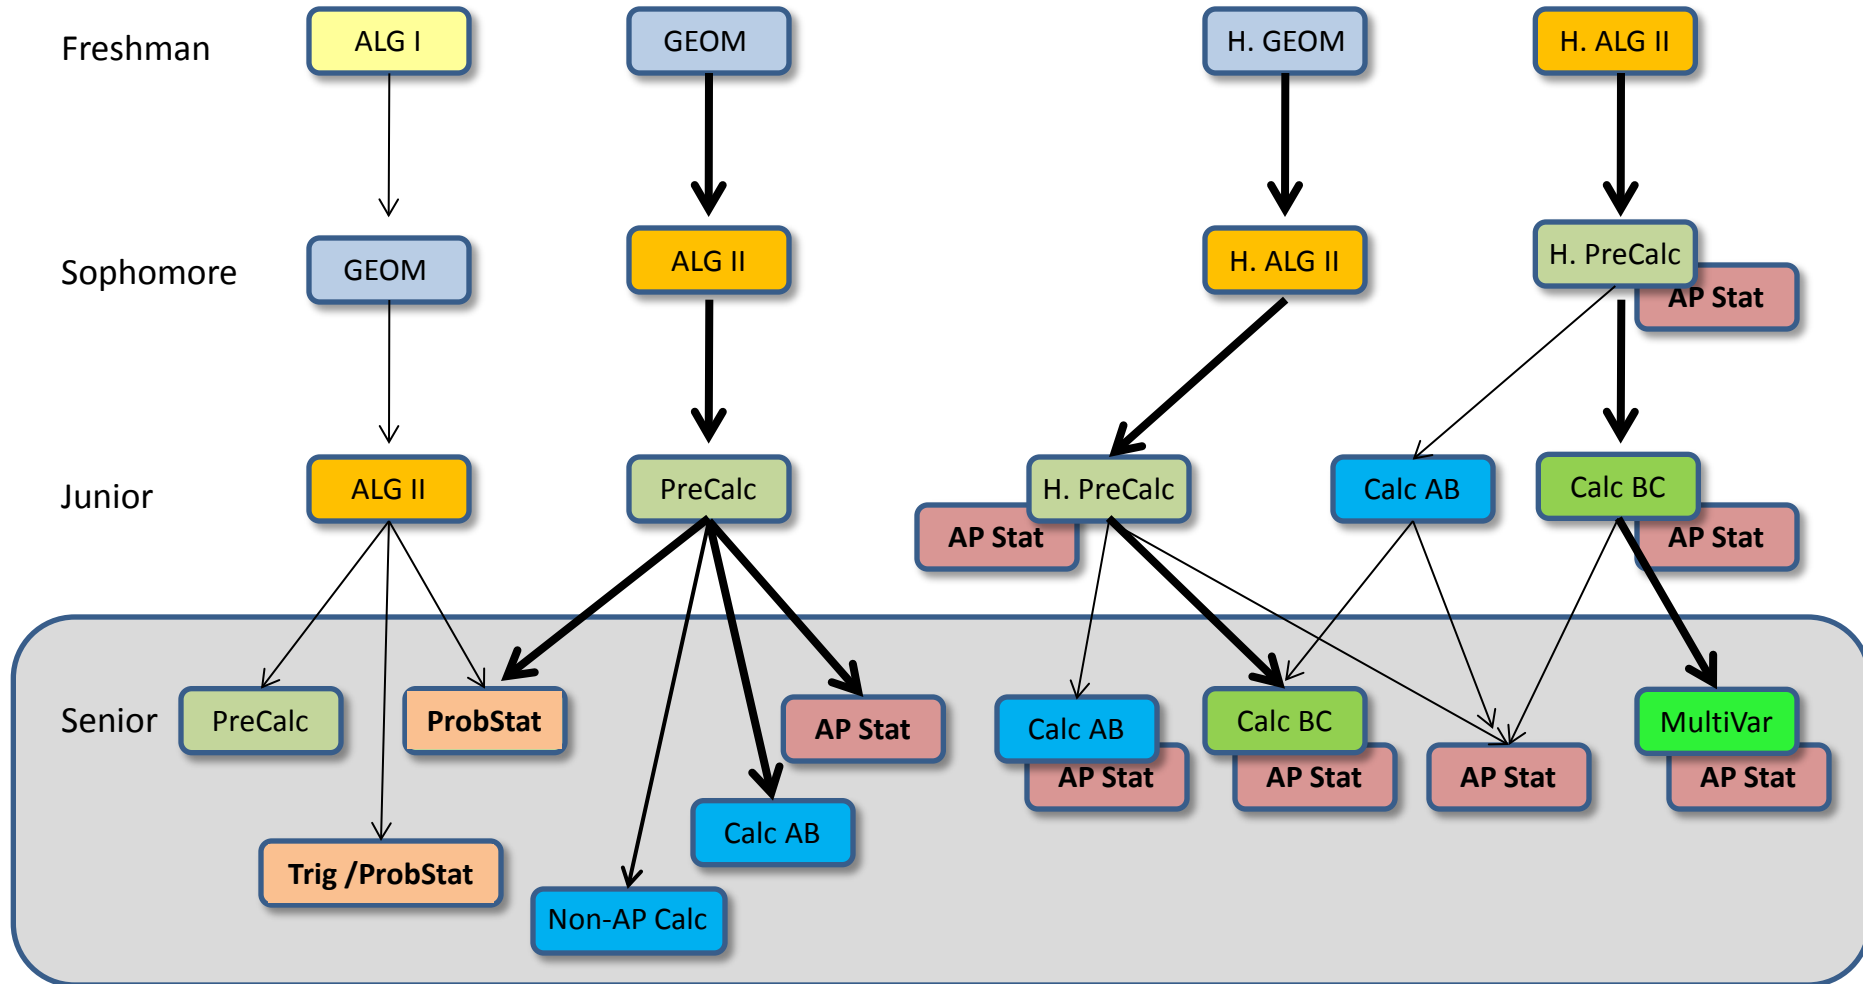 Freshman
ALG I
GEOM
H. GEOM
H. ALG II
Sophomore
GEOM
ALG II
H. ALG II
H. PreCalc
AP Stat
Junior
ALG II
PreCalc
H. PreCalc
AP Stat
Calc AB
Calc BC
AP Stat
Senior
PreCalc
ProbStat
AP Stat
Calc AB
AP Stat
Calc BC
AP Stat
AP Stat
MultiVar
AP Stat
Calc AB
Trig /ProbStat
Non-AP Calc